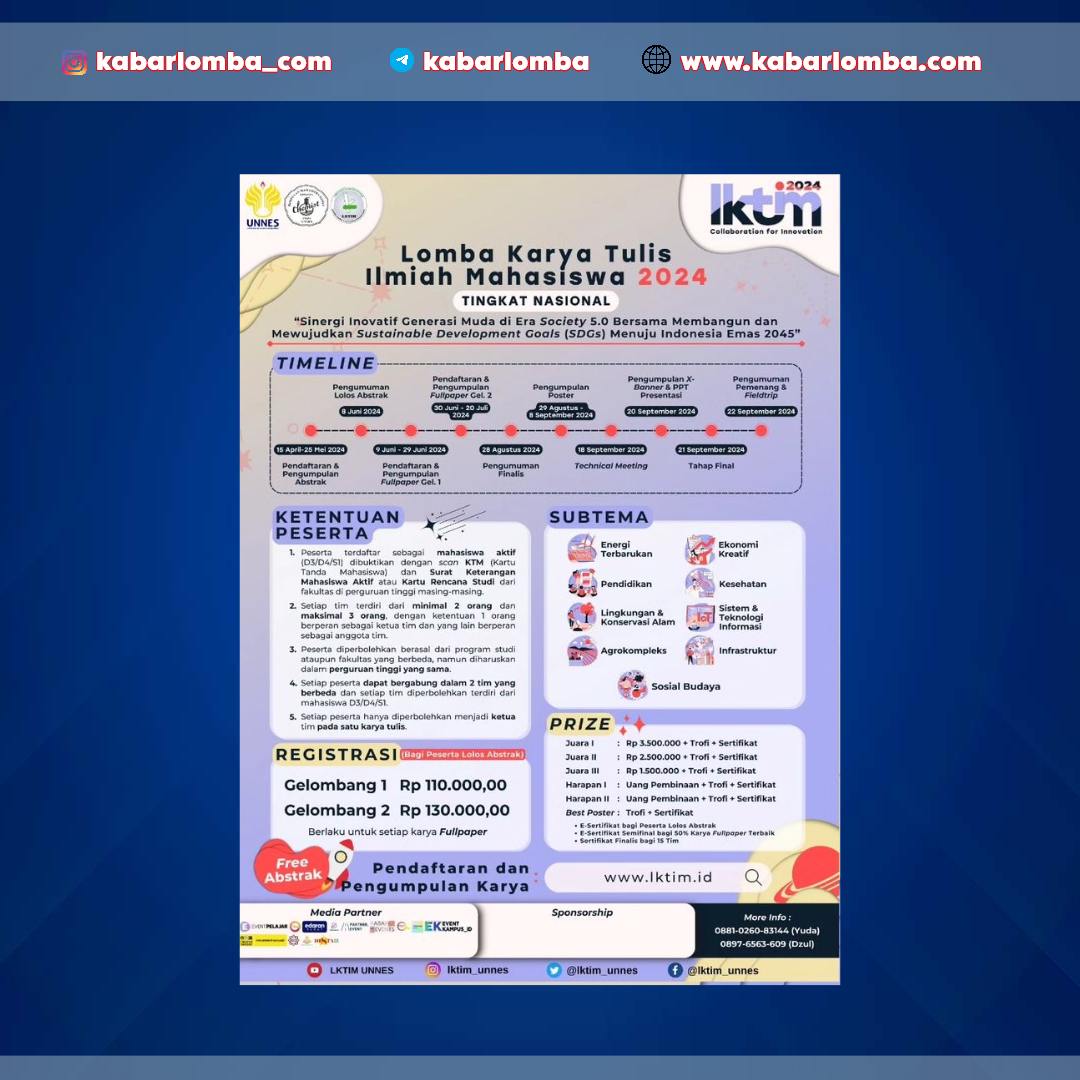 kabarlomba_com
kabarlomba
www.kabarlomba.com
UNNES
Chemist
LKTIM
2024
lktim
Collaboration for Innovation
Lomba Karya Tulis
Ilmiah Mahasiswa 2024
TINGKAT NASIONAL
“Sinergi Inovatif Generasi Muda di Era Society 5.0 Bersama Membangun dan
Mewujudkan Sustainable Development Goals (SDGs) Menuju Indonesia Emas 2045”
TIMELINE
Pengumuman
Lolos Abstrak
8 Juni 2024
Pendaftaran &
Pengumpulan
Fullpaper Gel. 2
30 Juni - 20 Juli
2024
Pengumpulan
Poster
29 Agustus -
8 September 2024
Pengumpulan X-
Banner & PPT
Presentasi
20 September 2024
Pengumuman
Pemenang &
Fieldtrip
22 September 2024
15 April-25 Mei 2024
Pendaftaran &
Pengumpulan
Abstrak
9 Juni - 29 Juni 2024
Pendaftaran &
Pengumpulan
Fullpaper Gel. 1
28 Agustus 2024
Pengumuman
Finalis
18 September 2024
Technical Meeting
21 September 2024
Tahap Final
KETENTUAN
PESERTA
1. Peserta terdaftar sebagai mahasiswa aktif
(D3/D4/S1) dibuktikan dengan scan KTM (Kartu
Tanda Mahasiswa) dan Surat Keterangan
Mahasiswa Aktif atau Kartu Rencana Studi dari
fakultas di perguruan tinggi masing-masing.
2. Setiap tim terdiri dari minimal 2 orang dan
maksimal 3 orang, dengan ketentuan 1 orang
berperan sebagai ketua tim dan yang lain berperan
sebagai anggota tim.
3. Peserta diperbolehkan berasal dari program studi
ataupun fakultas yang berbeda, namun diharuskan
dalam perguruan tinggi yang sama.
4. Setiap peserta dapat bergabung dalam 2 tim yang
berbeda dan setiap tim diperbolehkan terdiri dari
mahasiswa D3/D4/S1.
5. Setiap peserta hanya diperbolehkan menjadi ketua
tim pada satu karya tulis.
SUBTEMA
Energi
Terbarukan
Ekonomi
Kreatif
Pendidikan
Kesehatan
Lingkungan &
Konservasi Alam
IoT
Sistem &
Teknologi
Informasi
Agrokompleks
Infrastruktur
Sosial Budaya
REGISTRASI (Bagi Peserta Lolos Abstrak)
Gelombang 1 Rp 110.000,00
Gelombang 2 Rp 130.000,00
Berlaku untuk setiap karya Fullpaper
PRIZE
Juara I : Rp 3.500.000 + Trofi + Sertifikat
Juara II : Rp 2.500.000 + Trofi + Sertifikat
Juara III : Rp 1.500.000 + Trofi + Sertifikat
Harapan I : Uang Pembinaan + Trofi + Sertifikat
Harapan II : Uang Pembinaan + Trofi + Sertifikat
Best Poster : Trofi + Sertifikat
• E-Sertifikat bagi Peserta Lolos Abstrak
• E-Sertifikat Semifinal bagi 50% Karya Fullpaper Terbaik
• Sertifikat Finalis bagi 15 Tim
Free
Abstrak
Pendaftaran dan
Pengumpulan Karya :
www.lktim.id
Media Partner
EVENTPELAJAR
edaran
PARTNER
EVENT
EK EVENT
KAMPUS_ID
Sponsorship
More Info :
0881-0260-83144 (Yuda)
0897-6563-609 (Dzul)
LKTIM UNNES
lktim_unnes
@lktim_unnes
@lktim_unnes